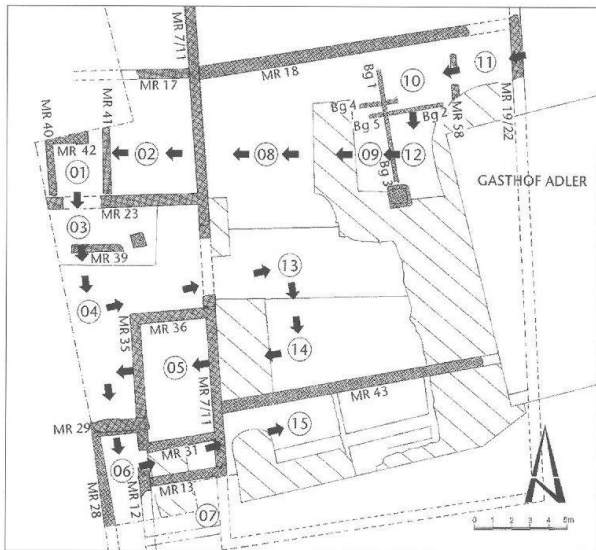 MR 7/11
MR 18
MR 17
11
10
Bg 1
Bg 4
Bg 5
Bg 2
Bg 3
MR 58
MR 19/22
MR 40
MR 41
MR 42
01
02
08
09
12
GASTHOF ADLER
MR 23
03
MR 39
13
04
MR 36
MR 35
14
05
MR 7/11
MR 43
MR 29
15
06
MR 31
MR 28
MR 12
MR 13
07
N
0 1 2 3 4 5m